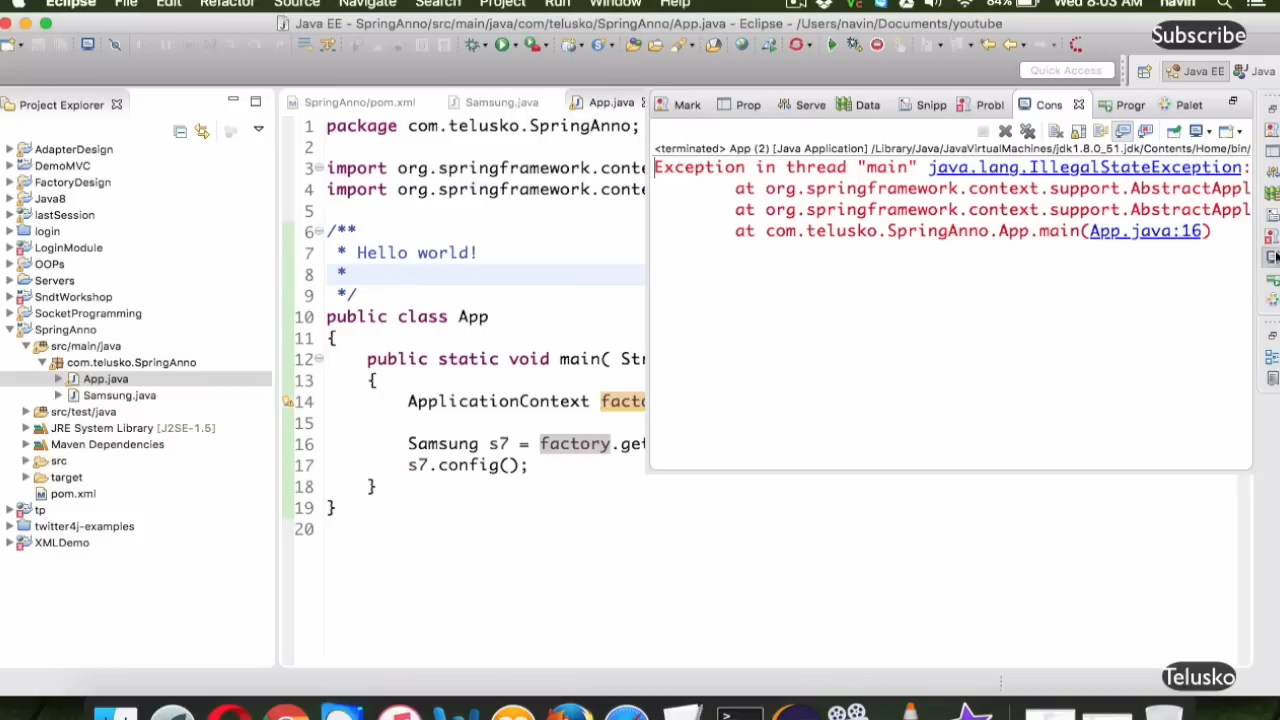 Eclipse File Edit Refactor Source Navigate Search Project Run Window Help 84% Wed 8:03 AM navin
Java EE - SpringAnno/src/main/java/com/telusko/SpringAnno/App.java - Eclipse - /Users/navin/Documents/youtube
Subscribe
Quick Access
Java EE
Java
Project Explorer
AdapterDesign
DemoMVC
FactoryDesign
Java8
lastSession
login
LoginModule
OOPs
Servers
SndtWorkshop
SocketProgramming
SpringAnno
src/main/java
com.telusko.SpringAnno
App.java
Samsung.java
src/test/java
JRE System Library [J2SE-1.5]
Maven Dependencies
src
target
pom.xml
tp
twitter4j-examples
XMLDemo
SpringAnno/pom.xml
Samsung.java
App.java
1 package com.telusko.SpringAnno;
2
3 import org.springframework.conte
4 import org.springframework.conte
5
6 /**
7 * Hello world!
8 *
9 */
10 public class App
11 {
12 public static void main( Str
13 {
14 ApplicationContext facto
15
16 Samsung s7 = factory.get
17 s7.config();
18 }
19 }
20
Mark Prop Serve Data Snipp Probl Cons Progr Palet
<terminated> App (2) [Java Application] /Library/Java/JavaVirtualMachines/jdk1.8.0_51.jdk/Contents/Home/bin/
Exception in thread "main" java.lang.IllegalStateException:
at org.springframework.context.support.AbstractAppl
at org.springframework.context.support.AbstractAppl
at com.telusko.SpringAnno.App.main(App.java:16)
Telusko